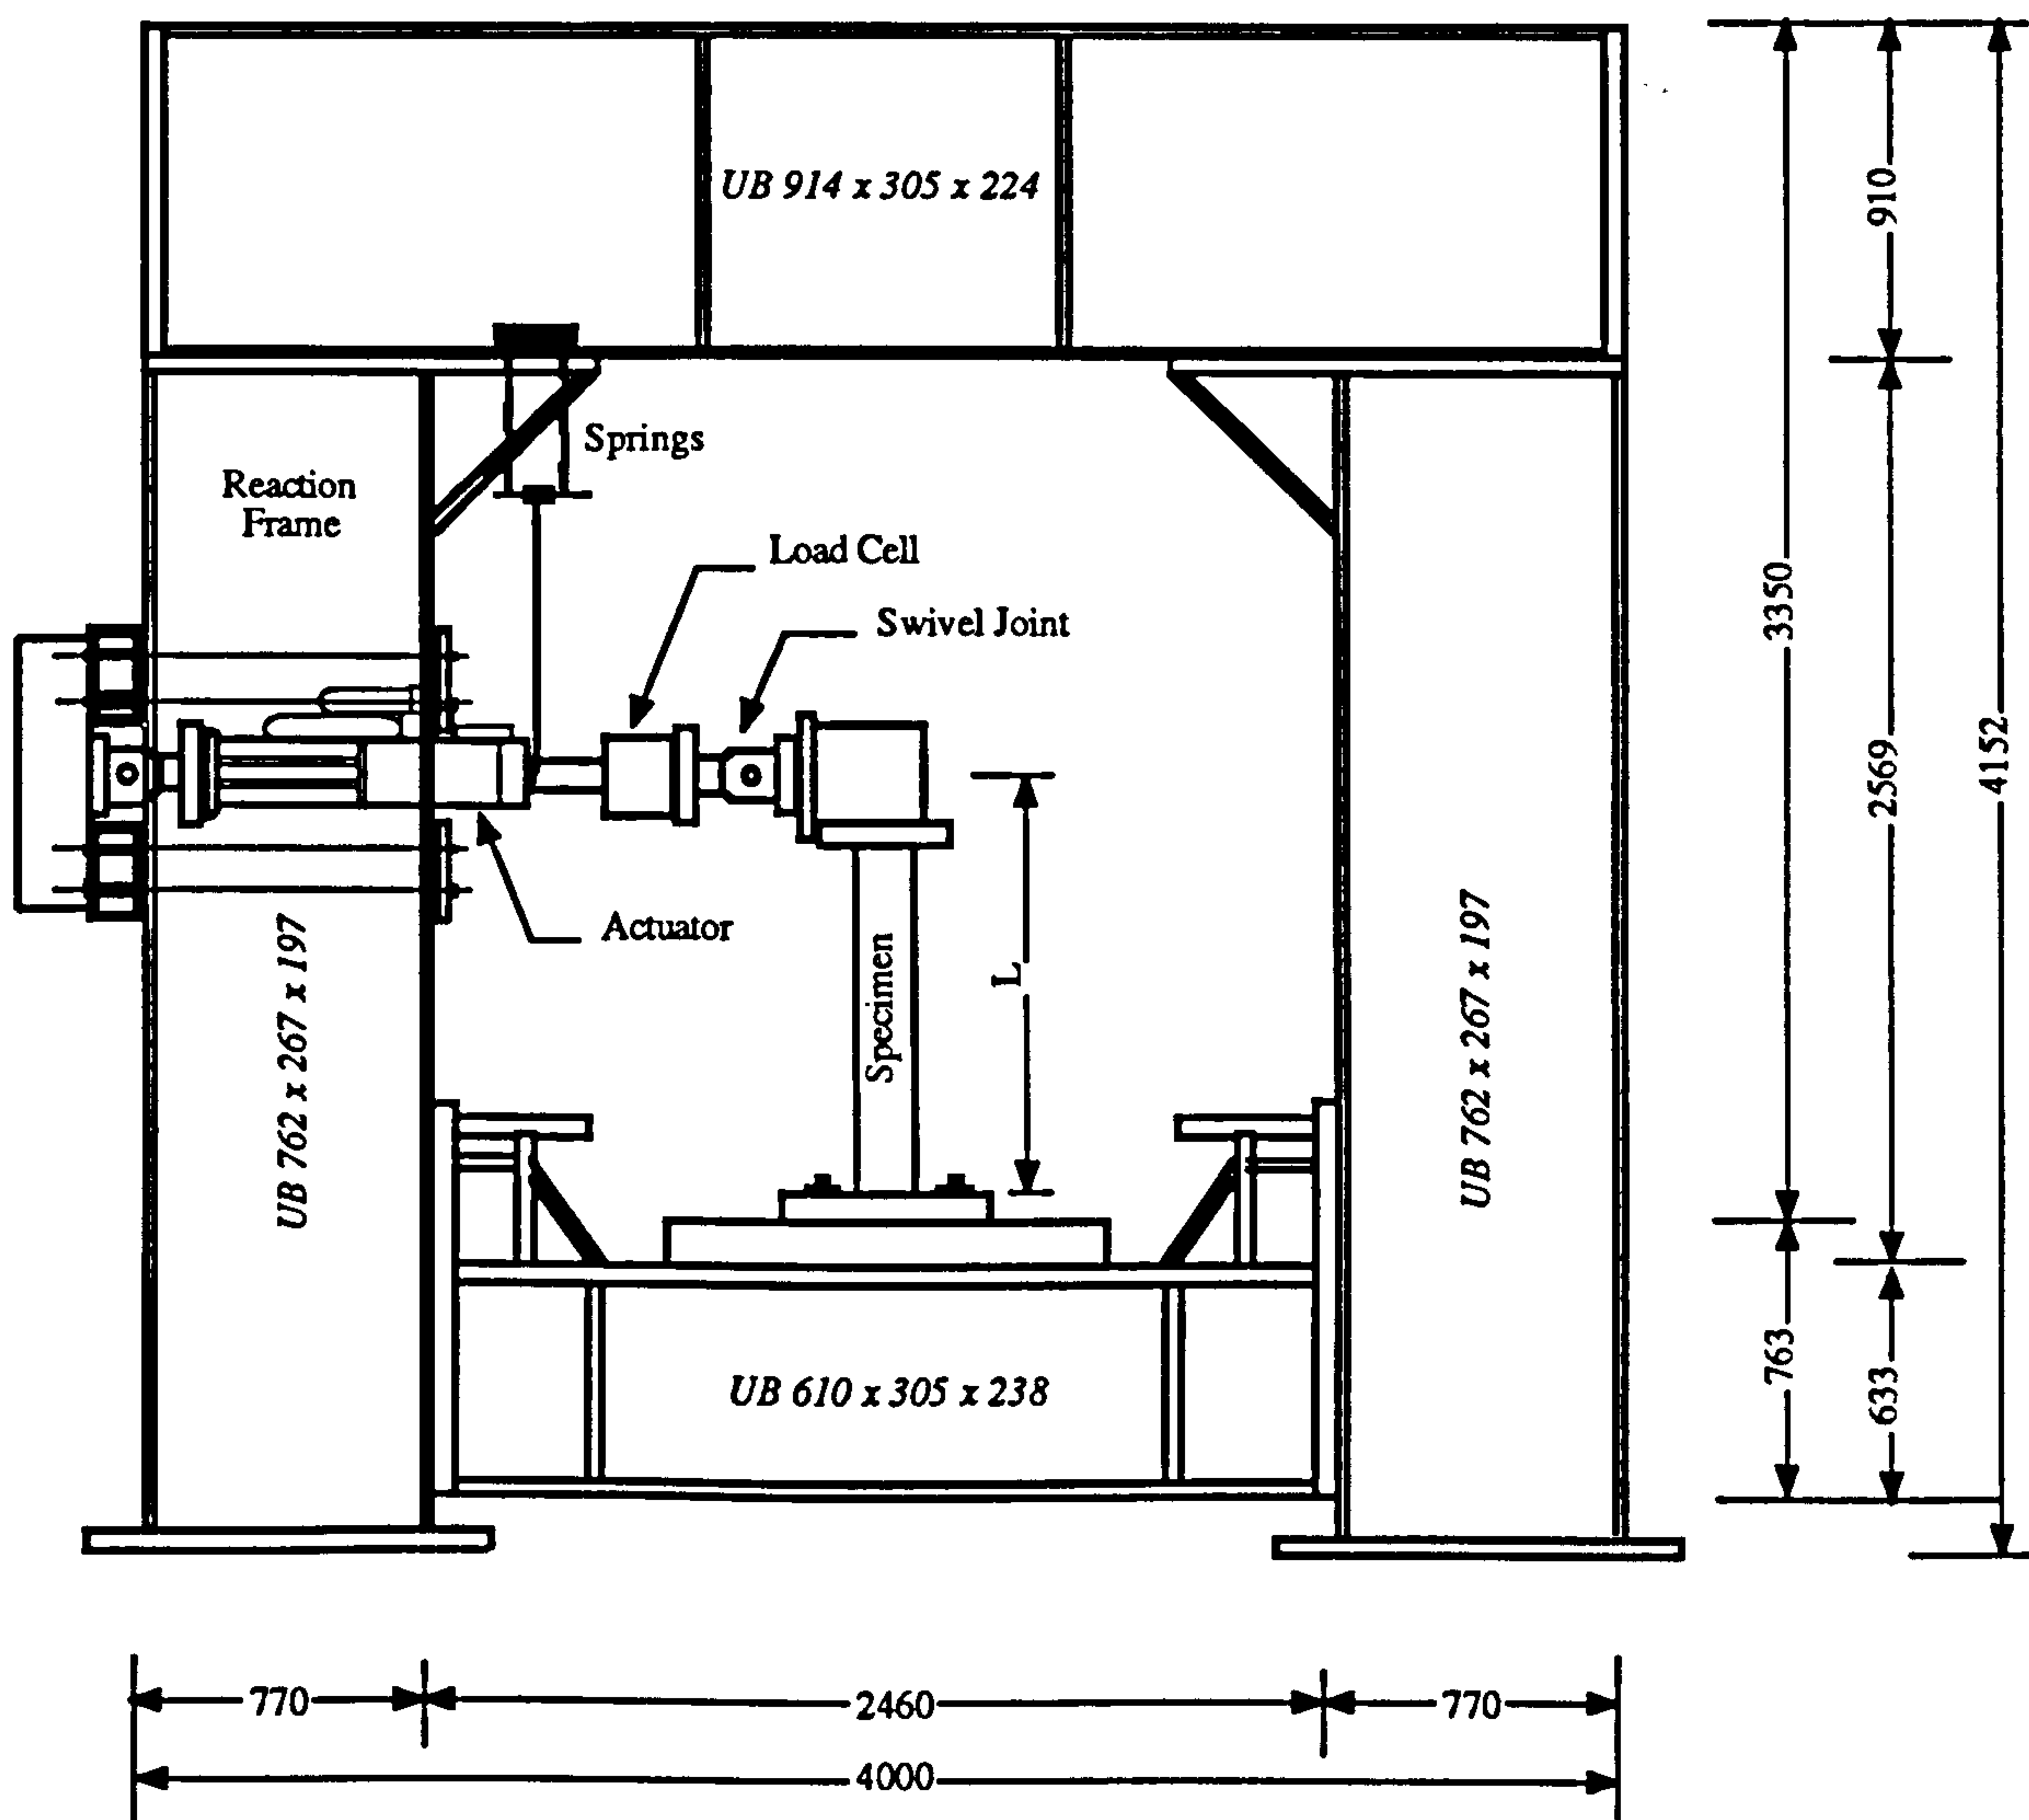 UB 914 x 305 x 224
910
Springs
Reaction
Frame
Load Cell
3350
Swivel Joint
2569
4152
Actuator
UB 762 x 267 x 197
Specimen
L
UB 762 x 267 x 197
763
633
UB 610 x 305 x 238
770
2460
770
4000